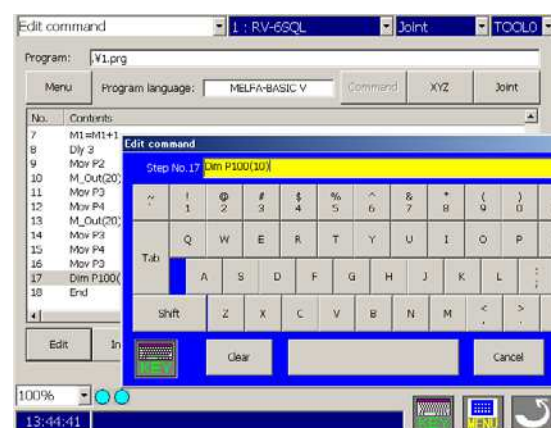 Edit command 1 : RV-6SQL Joint TOOL0
Program: .¥1.prg
Menu Program language: MELFA-BASIC V Command XYZ Joint
No. Contents
7 M1=M1+1
8 Dly 3
9 Mov P2
10 M_Out(20)
11 Mov P3
12 Mov P4
13 M_Out(20)
14 Mov P3
15 Mov P4
16 Mov P3
17 Dim P100(
18 End
Edit In
Edit command
Step No.17 Dim P100(10)
~ ! @ # $ % ^ & * ( )
1 2 3 4 5 6 7 8 9 0
Tab Q W E R T Y U I O P
A S D F G H J K L : ;
Shift Z X C V B N M < , > .
KEY Clear Cancel
100%
13:44:41 KEY MENU